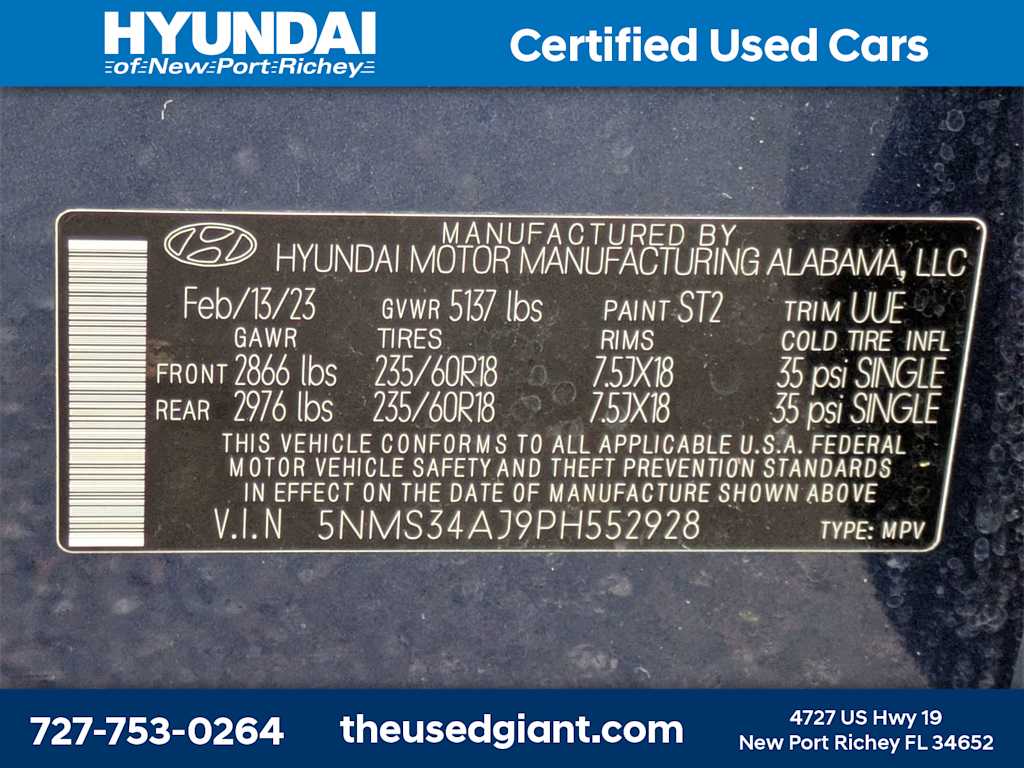 HYUNDAI
of New Port Richey
Certified Used Cars
MANUFACTURED BY
HYUNDAI MOTOR MANUFACTURING ALABAMA, LLC
Feb/13/23 GVWR 5137 lbs PAINT ST2 TRIM UUE
GAWR TIRES RIMS COLD TIRE INFL
FRONT 2866 lbs 235/60R18 7.5JX18 35 psi SINGLE
REAR 2976 lbs 235/60R18 7.5JX18 35 psi SINGLE
THIS VEHICLE CONFORMS TO ALL APPLICABLE U.S.A. FEDERAL
MOTOR VEHICLE SAFETY AND THEFT PREVENTION STANDARDS
IN EFFECT ON THE DATE OF MANUFACTURE SHOWN ABOVE
V.I.N 5NMS34AJ9PH552928 TYPE: MPV
727-753-0264
theusedgiant.com
4727 US Hwy 19
New Port Richey FL 34652